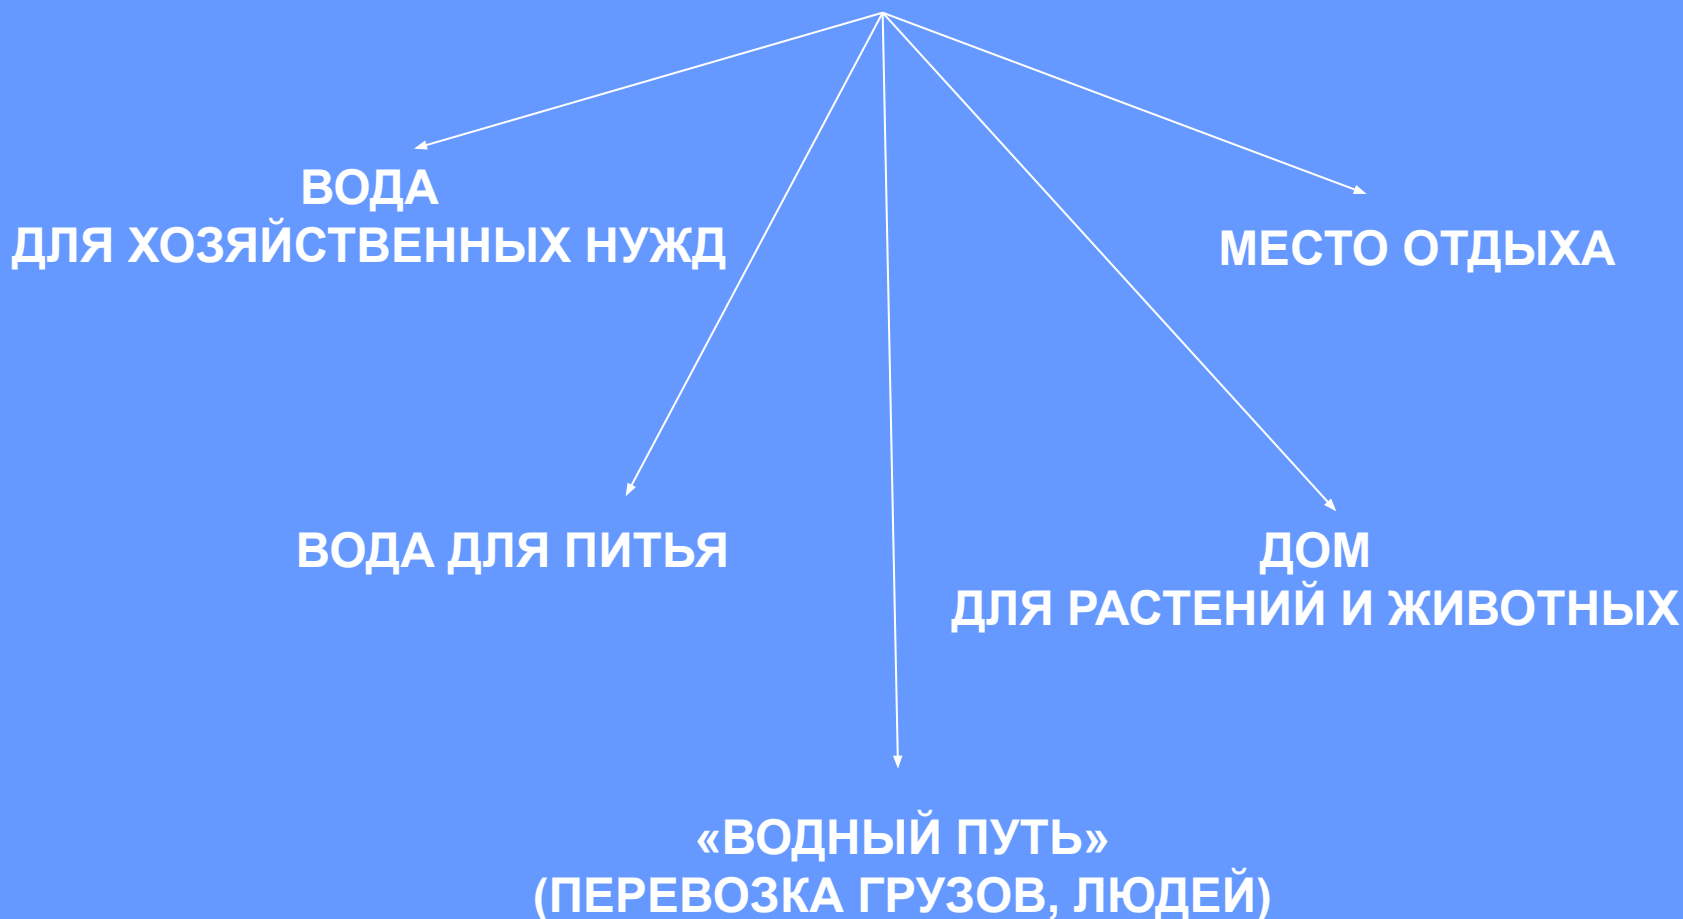 ВОДА
ДЛЯ ХОЗЯЙСТВЕННЫХ НУЖД
МЕСТО ОТДЫХА
ВОДА ДЛЯ ПИТЬЯ
ДОМ
ДЛЯ РАСТЕНИЙ И ЖИВОТНЫХ
«ВОДНЫЙ ПУТЬ»
(ПЕРЕВОЗКА ГРУЗОВ, ЛЮДЕЙ)